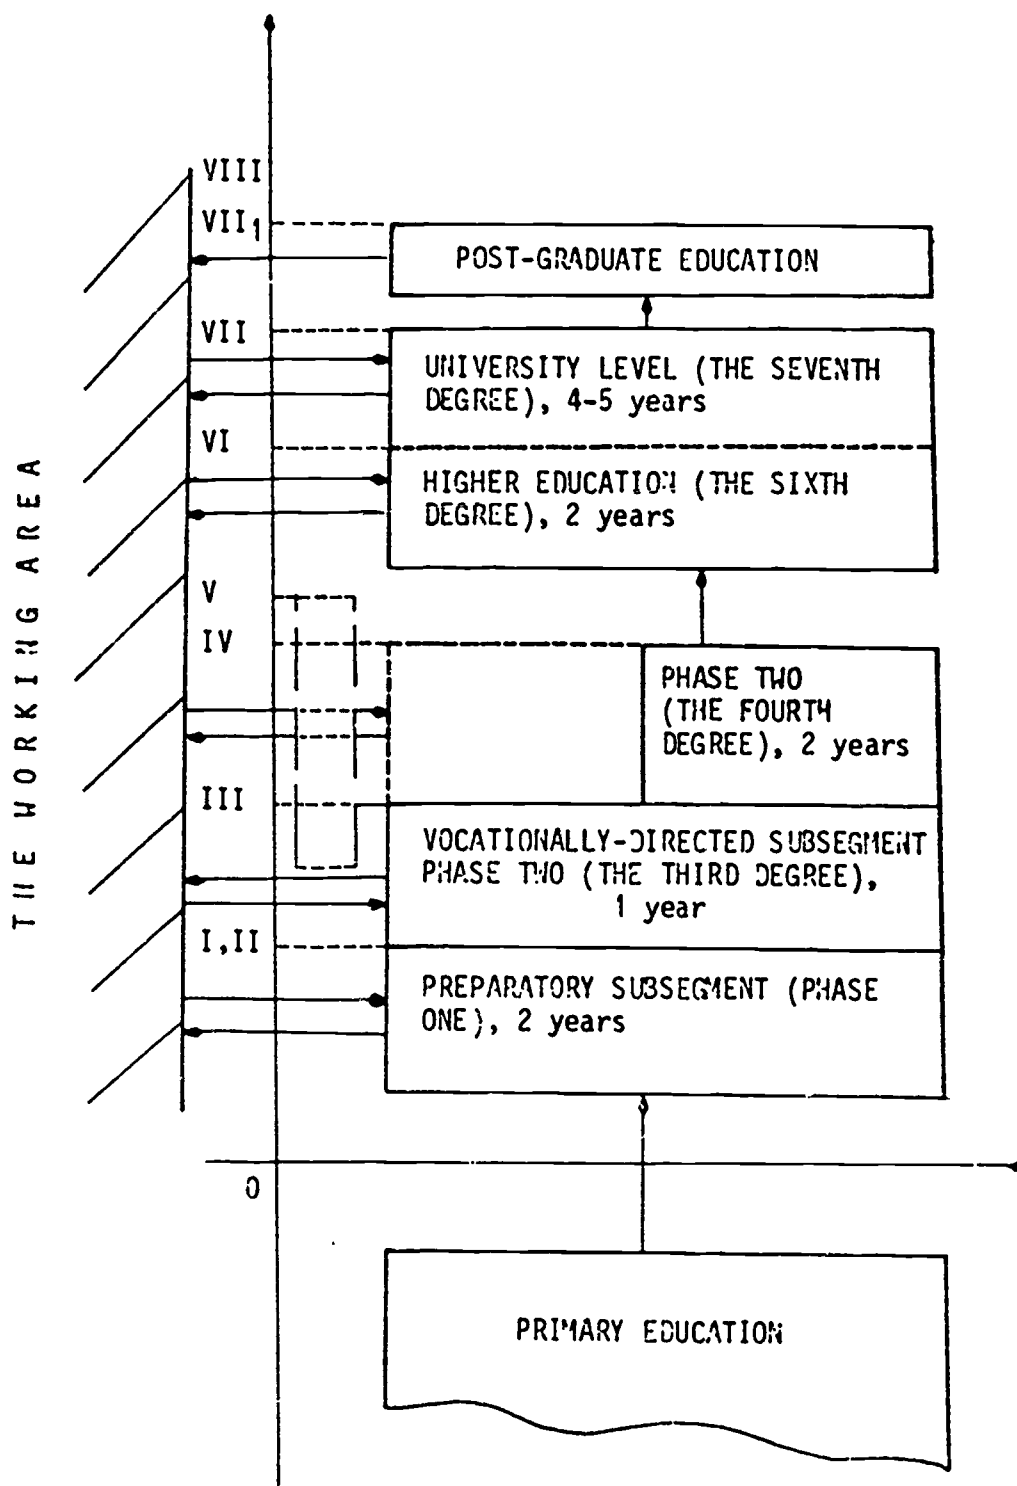 VIII
VII1
POST-GRADUATE EDUCATION
VII
UNIVERSITY LEVEL (THE SEVENTH
DEGREE), 4-5 years
VI
HIGHER EDUCATION (THE SIXTH
DEGREE), 2 years
THE WORKING AREA
V
IV
PHASE TWO
(THE FOURTH
DEGREE), 2 years
III
VOCATIONALLY-DIRECTED SUBSEGMENT
PHASE TWO (THE THIRD DEGREE),
1 year
I,II
PREPARATORY SUBSEGMENT (PHASE
ONE), 2 years
0
PRIMARY EDUCATION